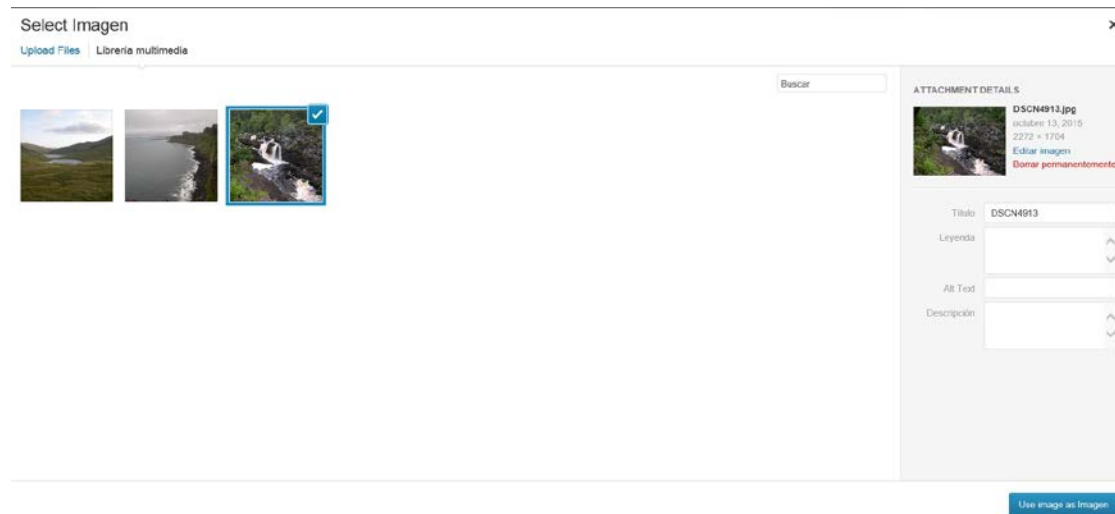 Select Imagen
Upload Files
Librería multimedia
Buscar
ATTACHMENT DETAILS
DSCN4913.jpg
octubre 13, 2015
2272 × 1704
Editar imagen
Borrar permanentemente
Título
DSCN4913
Leyenda
Alt Text
Descripción
Use image as Imagen